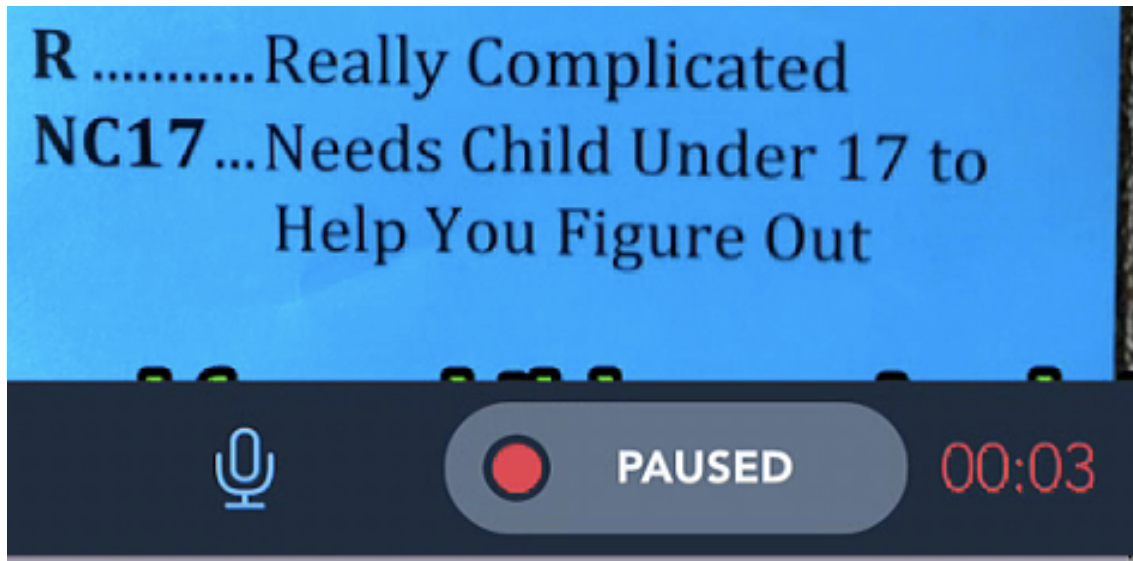 R ........... Really Complicated
NC17 ... Needs Child Under 17 to
Help You Figure Out
PAUSED 00:03